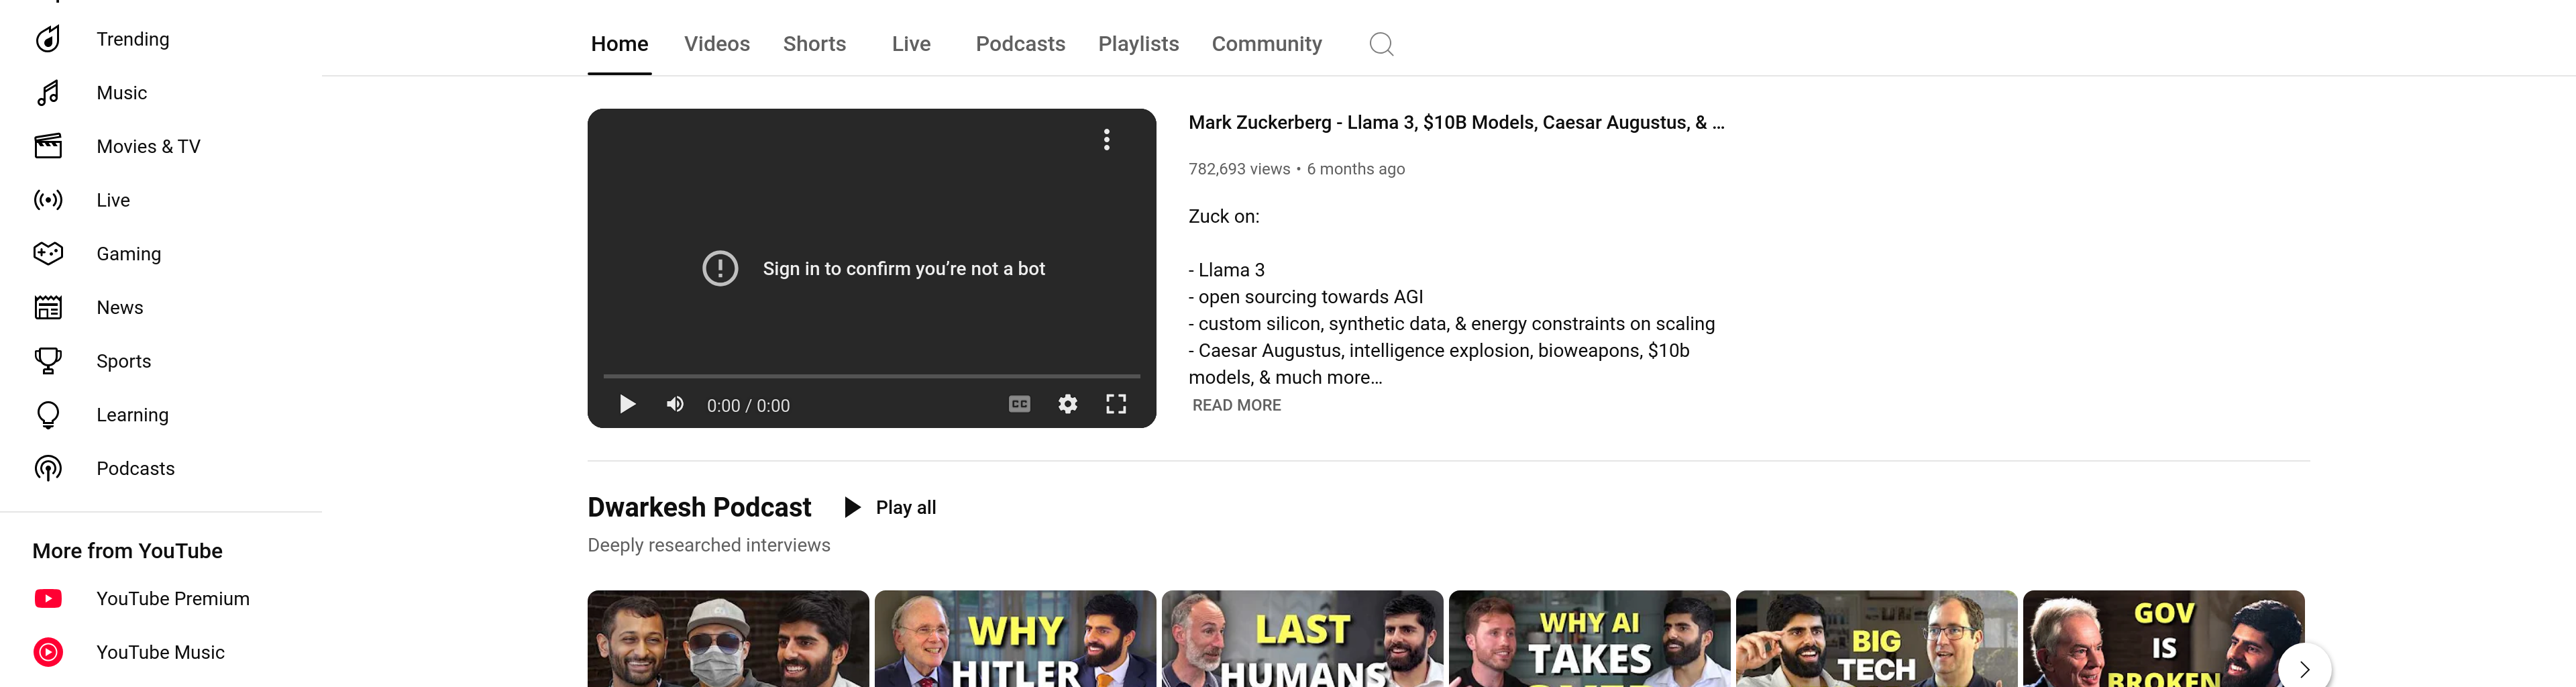 Trending
Music
Movies & TV
Live
Gaming
News
Sports
Learning
Podcasts
More from YouTube
YouTube Premium
YouTube Music
Home Videos Shorts Live Podcasts Playlists Community
Sign in to confirm you’re not a bot
0:00 / 0:00
CC
Mark Zuckerberg - Llama 3, $10B Models, Caesar Augustus, & …
782,693 views • 6 months ago
Zuck on:
- Llama 3
- open sourcing towards AGI
- custom silicon, synthetic data, & energy constraints on scaling
- Caesar Augustus, intelligence explosion, bioweapons, $10b
models, & much more…
READ MORE
Dwarkesh Podcast Play all
Deeply researched interviews
WHY
HITLER
LAST
HUMANS
WHY AI
TAKES
BIG
TECH
GOV
IS
BROKEN